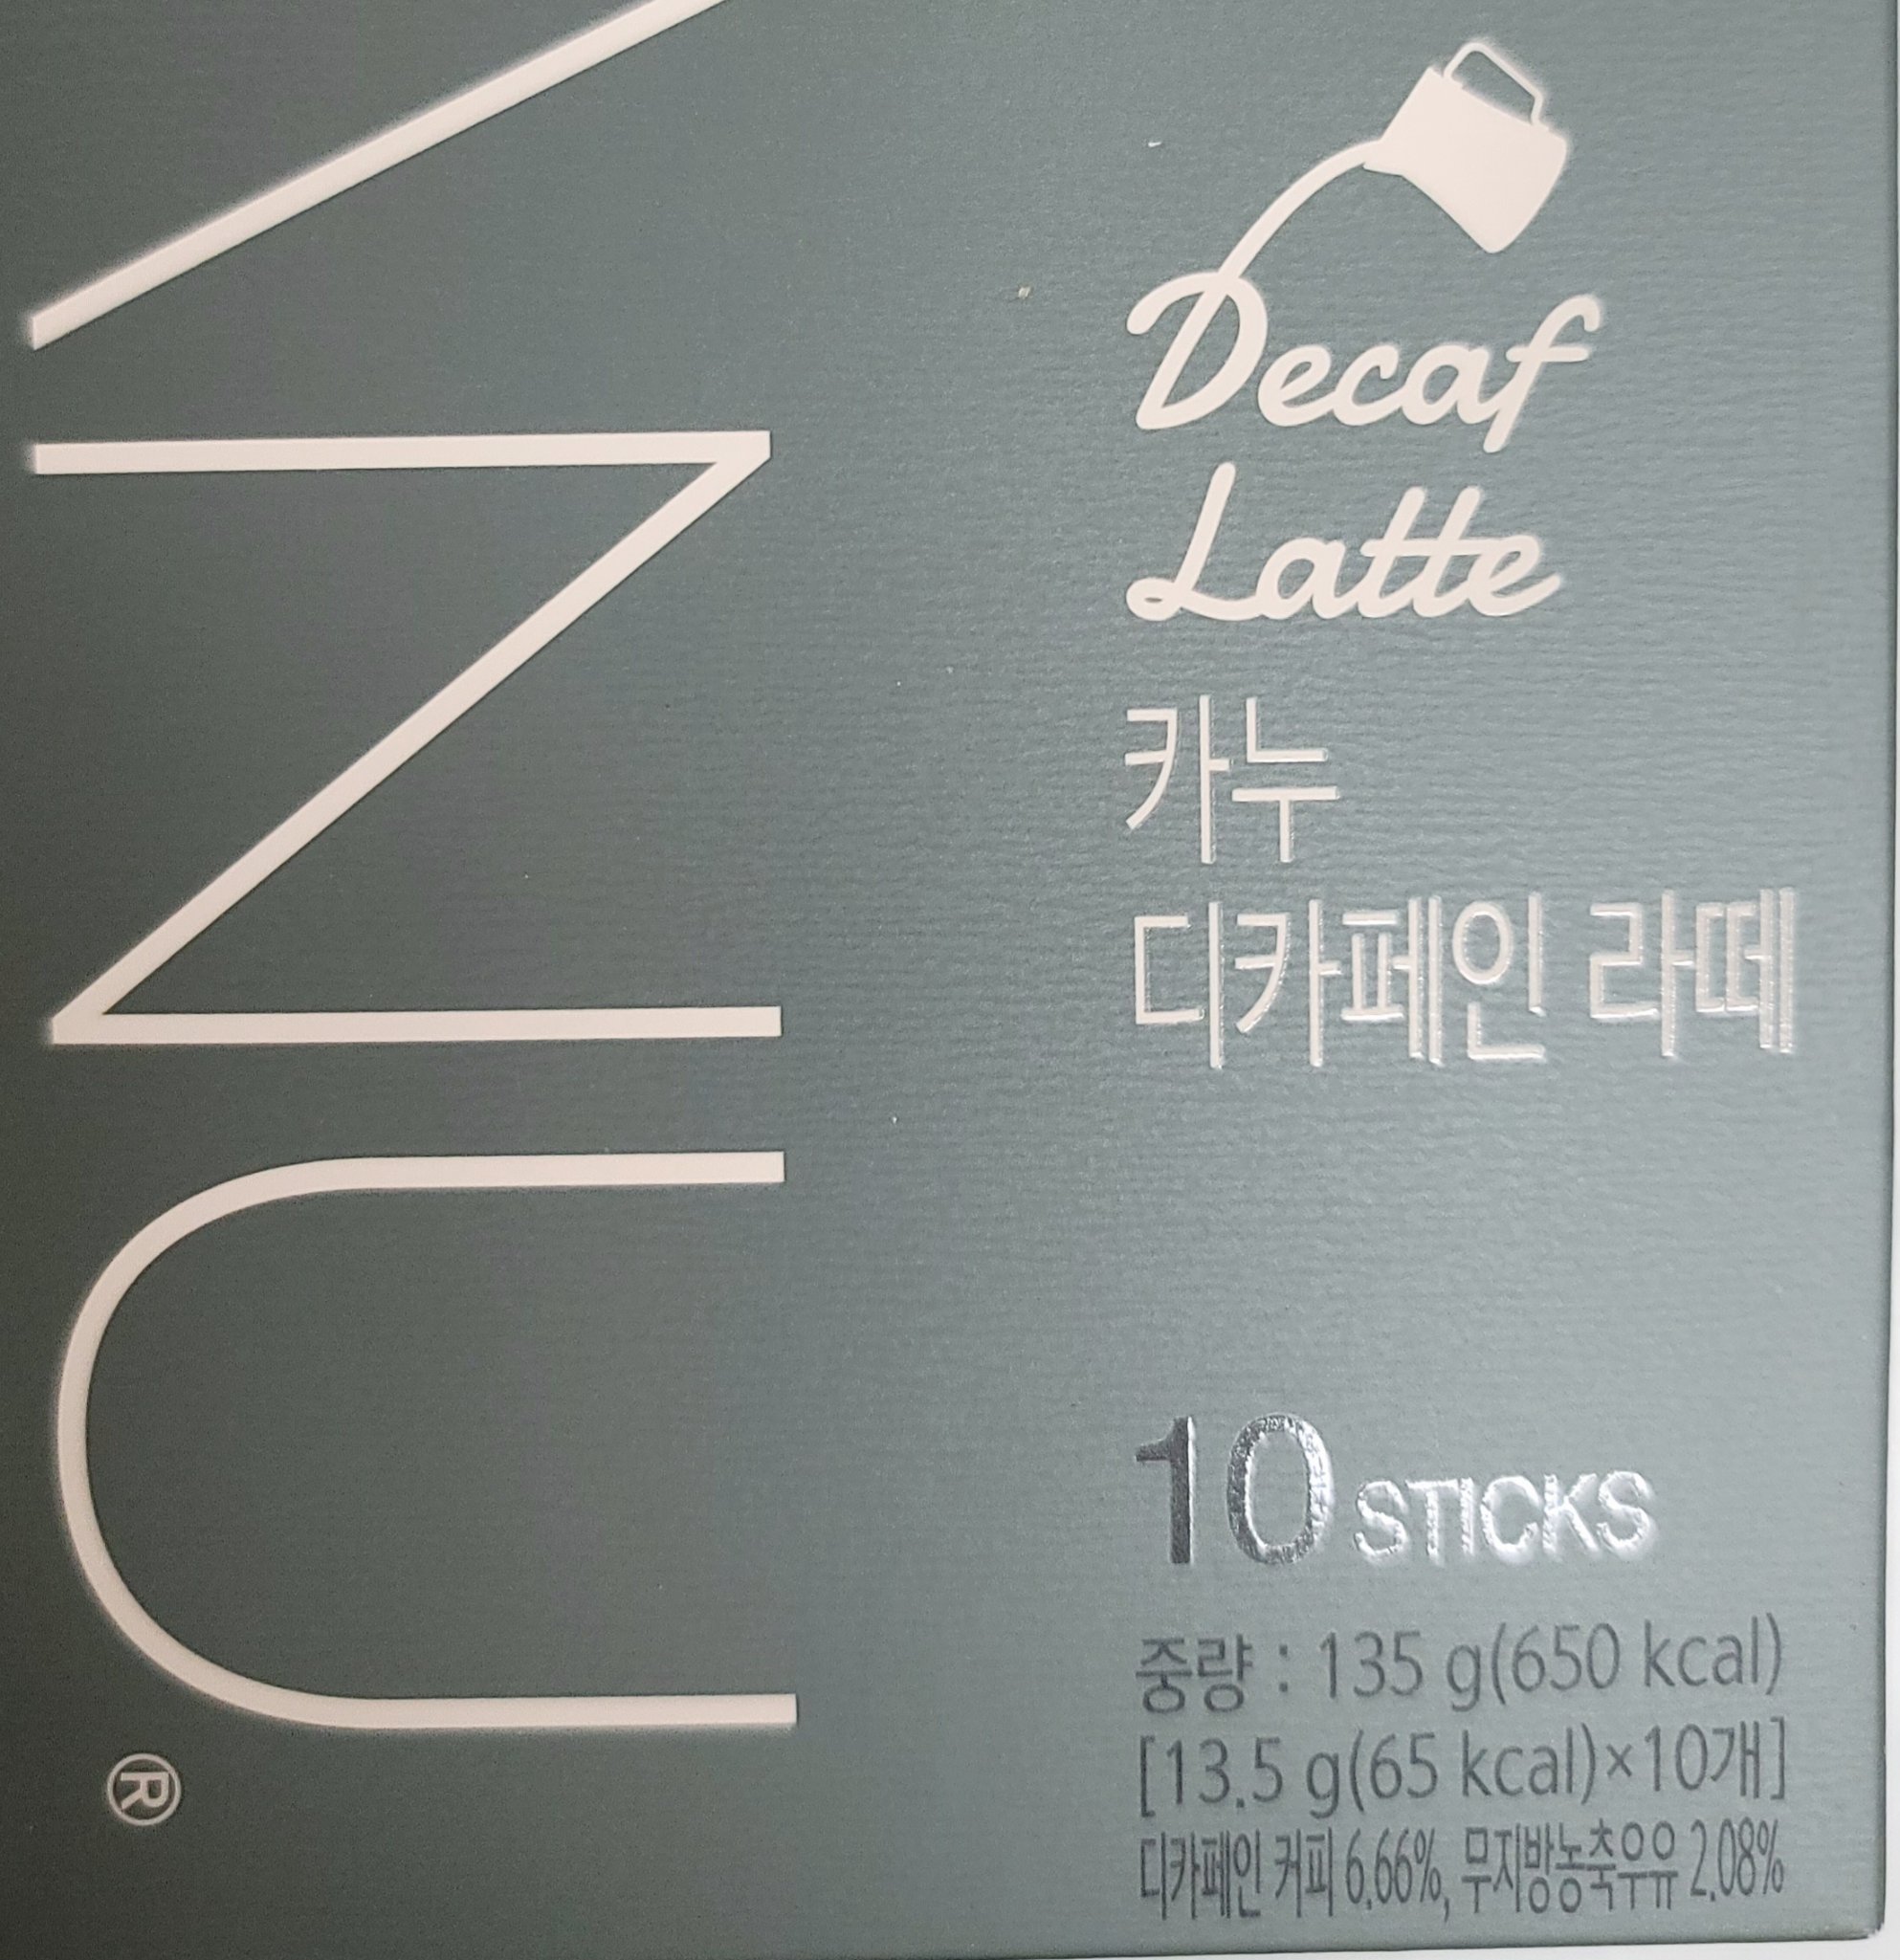 NU®
Decaf
Latte
카누
디카페인 라떼
10 STICKS
중량 : 135 g(650 kcal)
[13.5 g(65 kcal)×10개]
디카페인 커피 6.66%, 무지방농축우유 2.08%